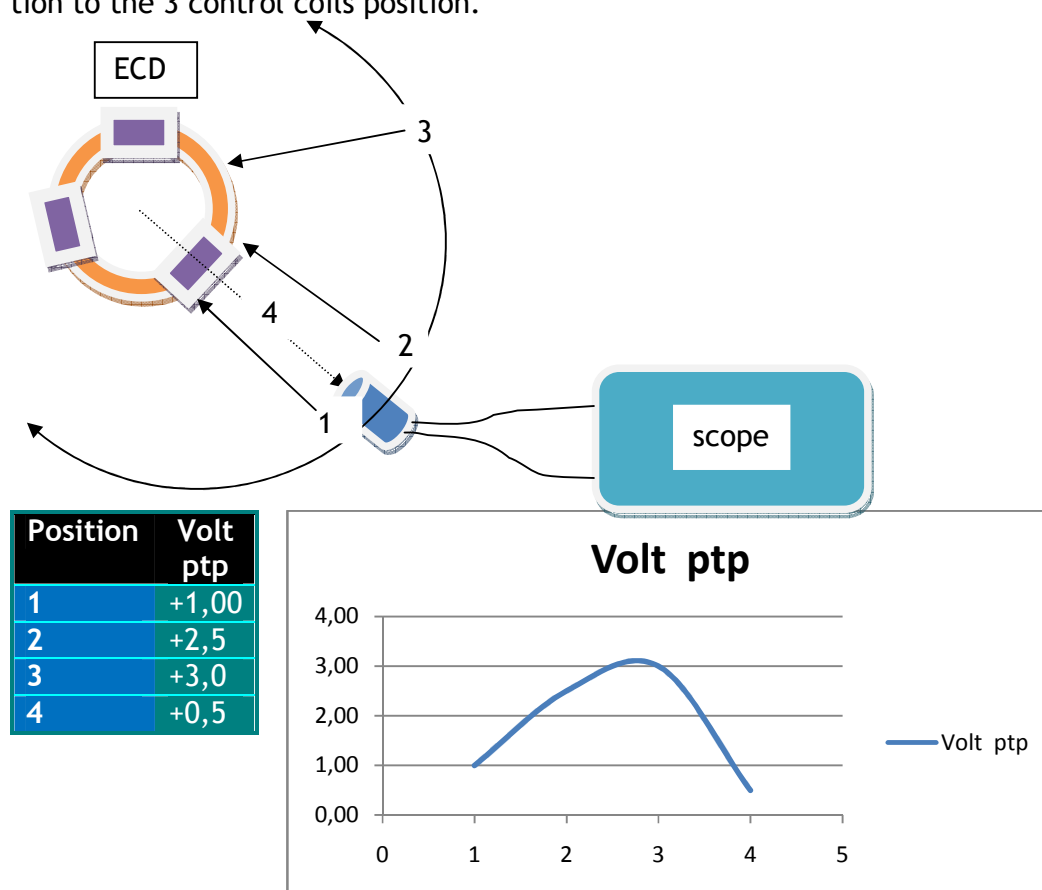 tion to the 3 control coils position.
ECD
3
4
2
1
scope
Position Volt ptp
1 +1,00
2 +2,5
3 +3,0
4 +0,5
Volt ptp
4,00
3,00
2,00
1,00
0,00
0 1 2 3 4 5
Volt ptp